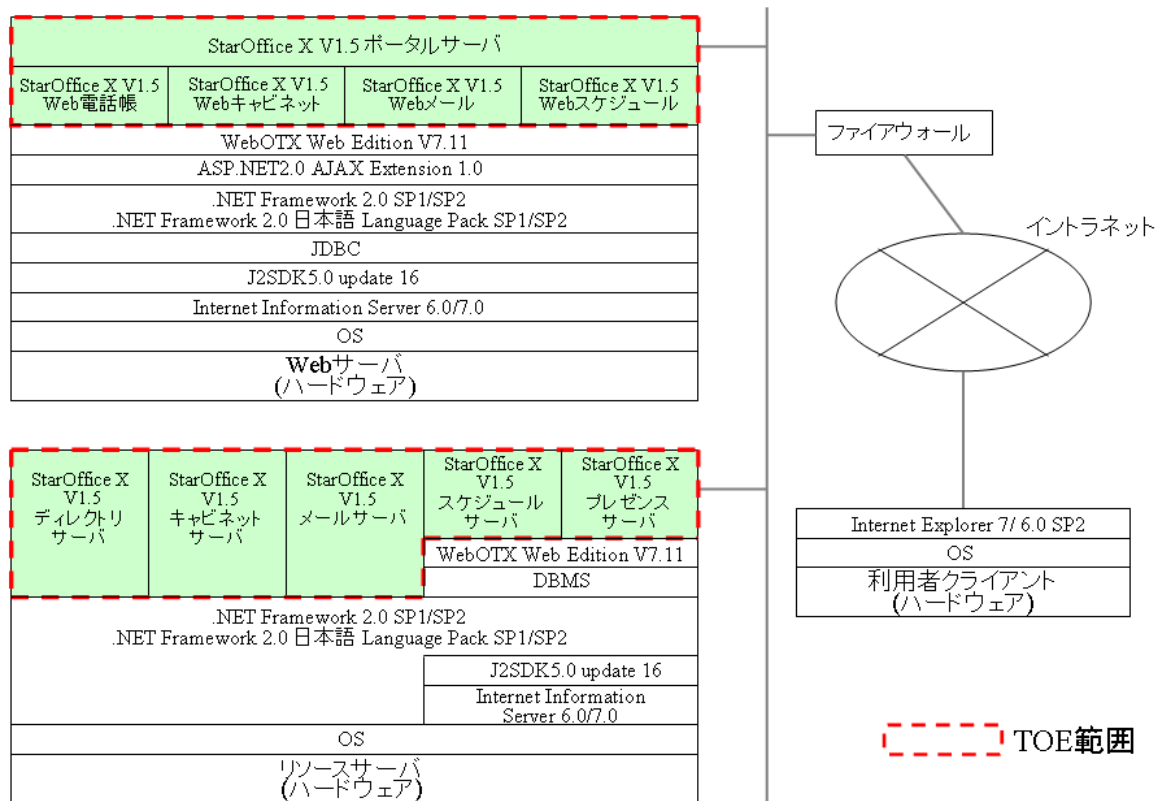 StarOffice X V1.5 ポータルサーバ
StarOffice X V1.5
Web電話帳
StarOffice X V1.5
Webキャビネット
StarOffice X V1.5
Webメール
StarOffice X V1.5
Webスケジュール
WebOTX Web Edition V7.11
ASP.NET2.0 AJAX Extension 1.0
.NET Framework 2.0 SP1/SP2
.NET Framework 2.0 日本語 Language Pack SP1/SP2
JDBC
J2SDK5.0 update 16
Internet Information Server 6.0/7.0
OS
Webサーバ
(ハードウェア)
ファイアウォール
イントラネット
StarOffice X
V1.5
ディレクトリ
サーバ
StarOffice X
V1.5
キャビネット
サーバ
StarOffice X
V1.5
メールサーバ
StarOffice X
V1.5
スケジュール
サーバ
StarOffice X
V1.5
プレゼンス
サーバ
WebOTX Web Edition V7.11
DBMS
.NET Framework 2.0 SP1/SP2
.NET Framework 2.0 日本語 Language Pack SP1/SP2
J2SDK5.0 update 16
Internet Information
Server 6.0/7.0
OS
リソースサーバ
(ハードウェア)
Internet Explorer 7/ 6.0 SP2
OS
利用者クライアント
(ハードウェア)
TOE範囲